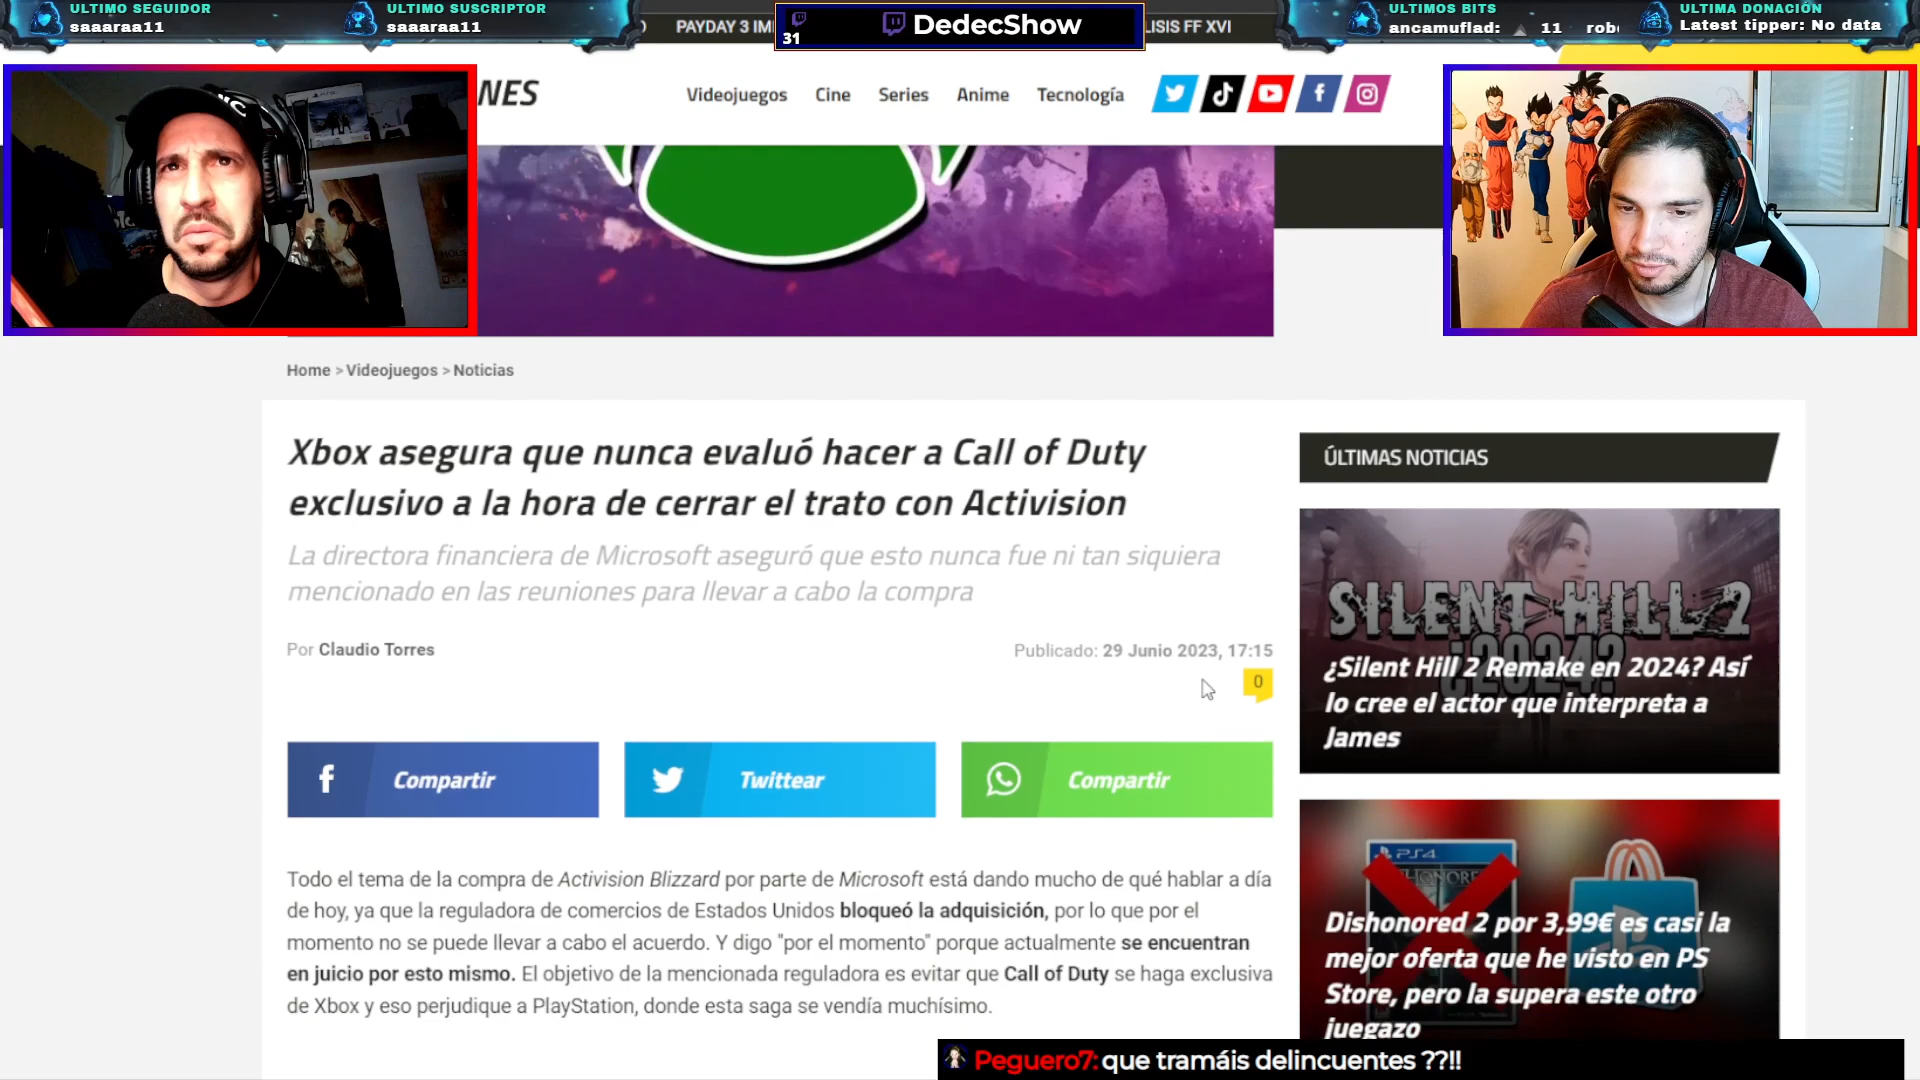 ULTIMO SEGUIDOR
saaaraa11
ULTIMO SUSCRIPTOR
saaaraa11
PAYDAY 3 IM
31
DedecShow
LISIS FF XVI
ULTIMOS BITS
ancamuflad: 11 rob
ULTIMA DONACIÓN
Latest tipper: No data
NES
Videojuegos
Cine
Series
Anime
Tecnología
Home > Videojuegos > Noticias
Xbox asegura que nunca evaluó hacer a Call of Duty
exclusivo a la hora de cerrar el trato con Activision
La directora financiera de Microsoft aseguró que esto nunca fue ni tan siquiera
mencionado en las reuniones para llevar a cabo la compra
Por Claudio Torres
Publicado: 29 Junio 2023, 17:15
0
Compartir
Twittear
Compartir
Todo el tema de la compra de Activision Blizzard por parte de Microsoft está dando mucho de qué hablar a día
de hoy, ya que la reguladora de comercios de Estados Unidos bloqueó la adquisición, por lo que por el
momento no se puede llevar a cabo el acuerdo. Y digo "por el momento" porque actualmente se encuentran
en juicio por esto mismo. El objetivo de la mencionada reguladora es evitar que Call of Duty se haga exclusiva
de Xbox y eso perjudique a PlayStation, donde esta saga se vendía muchísimo.
ÚLTIMAS NOTICIAS
SILENT HILL 2
¿2024?
¿Silent Hill 2 Remake en 2024? Así
lo cree el actor que interpreta a
James
PS4
Dishonored 2 por 3,99€ es casi la
mejor oferta que he visto en PS
Store, pero la supera este otro
juegazo
Peguero7: que tramáis delincuentes ??!!